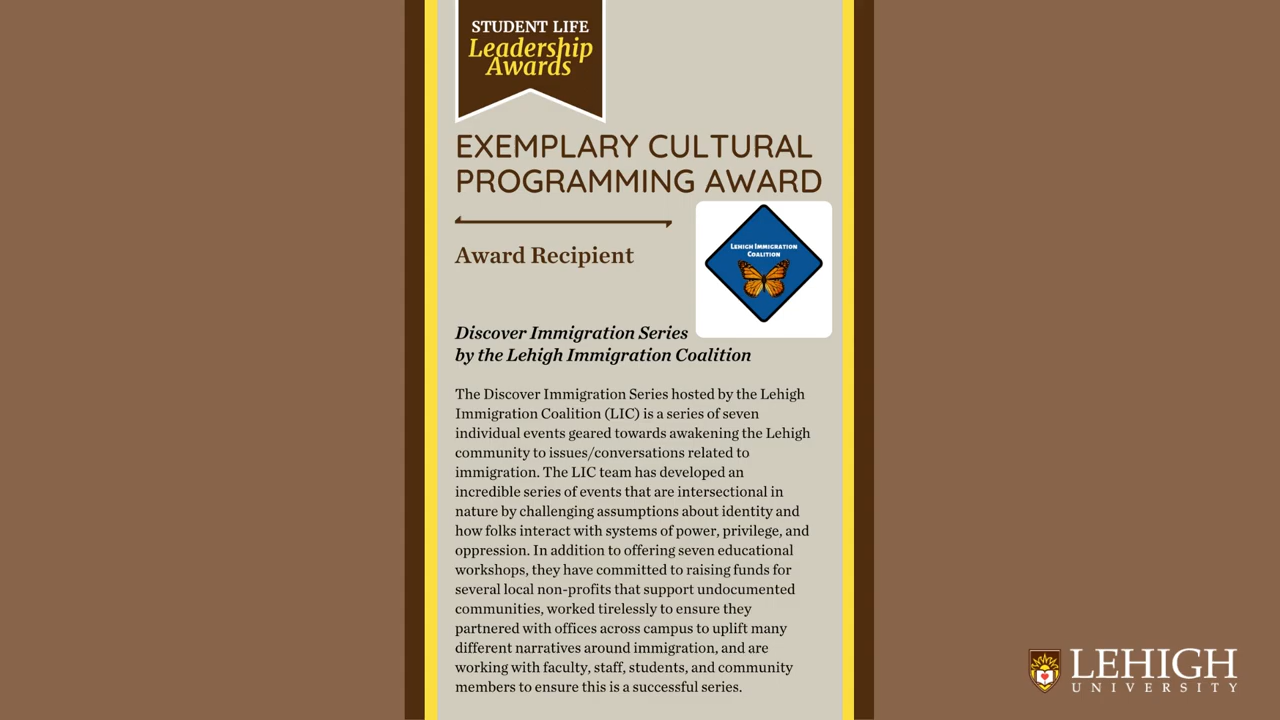 STUDENT LIFE
Leadership
Awards
EXEMPLARY CULTURAL
PROGRAMMING AWARD
Award Recipient
LEHIGH IMMIGRATION
COALITION
Discover Immigration Series
by the Lehigh Immigration Coalition
The Discover Immigration Series hosted by the Lehigh
Immigration Coalition (LIC) is a series of seven
individual events geared towards awakening the Lehigh
community to issues/conversations related to
immigration. The LIC team has developed an
incredible series of events that are intersectional in
nature by challenging assumptions about identity and
how folks interact with systems of power, privilege, and
oppression. In addition to offering seven educational
workshops, they have committed to raising funds for
several local non-profits that support undocumented
communities, worked tirelessly to ensure they
partnered with offices across campus to uplift many
different narratives around immigration, and are
working with faculty, staff, students, and community
members to ensure this is a successful series.
LEHIGH
UNIVERSITY